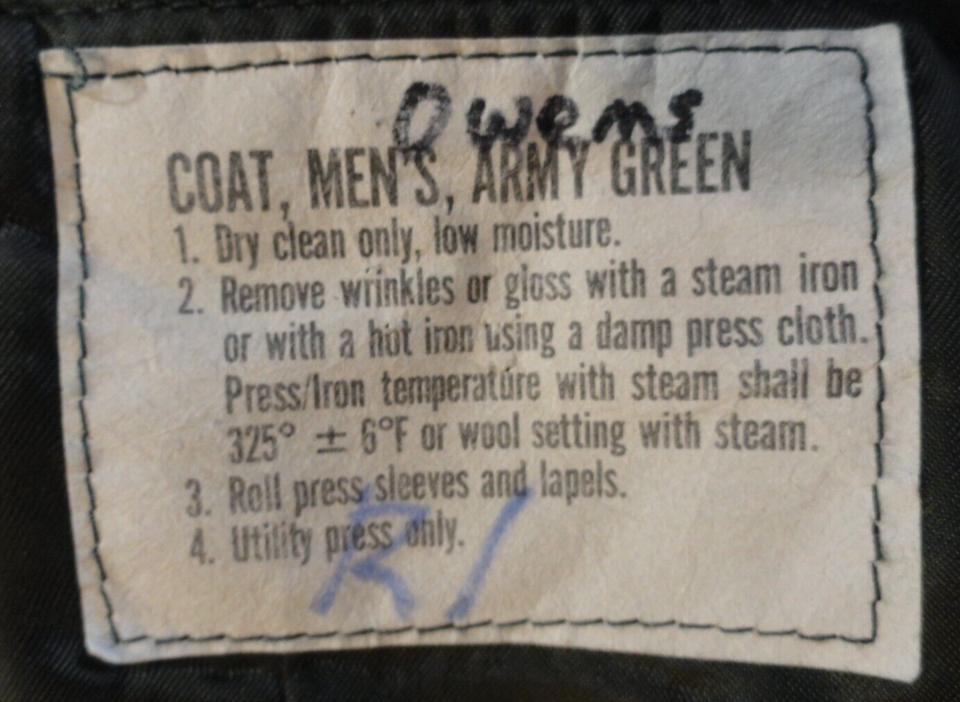 Owens
COAT, MEN'S, ARMY GREEN
1. Dry clean only, low moisture.
2. Remove wrinkles or gloss with a steam iron
or with a hot iron using a damp press cloth.
Press/Iron temperature with steam shall be
325° ± 6°F or wool setting with steam.
3. Roll press sleeves and lapels.
4. Utility press only.
R/